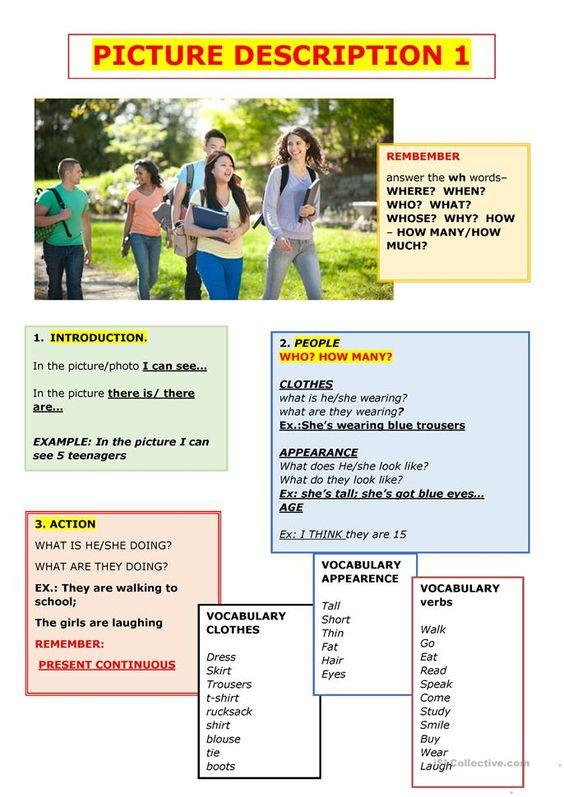 PICTURE DESCRIPTION 1
REMBEMBER
answer the wh words–
WHERE? WHEN?
WHO? WHAT?
WHOSE? WHY? HOW
– HOW MANY/HOW
MUCH?
1. INTRODUCTION.
In the picture/photo I can see…
In the picture there is/ there
are…
EXAMPLE: In the picture I can
see 5 teenagers
2. PEOPLE
WHO? HOW MANY?
CLOTHES
what is he/she wearing?
what are they wearing?
Ex.:She's wearing blue trousers
APPEARANCE
What does He/she look like?
What do they look like?
Ex: she's tall; she's got blue eyes…
AGE
Ex: I THINK they are 15
3. ACTION
WHAT IS HE/SHE DOING?
WHAT ARE THEY DOING?
EX.: They are walking to
school;
The girls are laughing
REMEMBER:
PRESENT CONTINUOUS
VOCABULARY
CLOTHES
Dress
Skirt
Trousers
t-shirt
rucksack
shirt
blouse
tie
boots
VOCABULARY
APPEARENCE
Tall
Short
Thin
Fat
Hair
Eyes
VOCABULARY
verbs
Walk
Go
Eat
Read
Speak
Come
Study
Smile
Buy
Wear
Laugh
iSLCollective.com